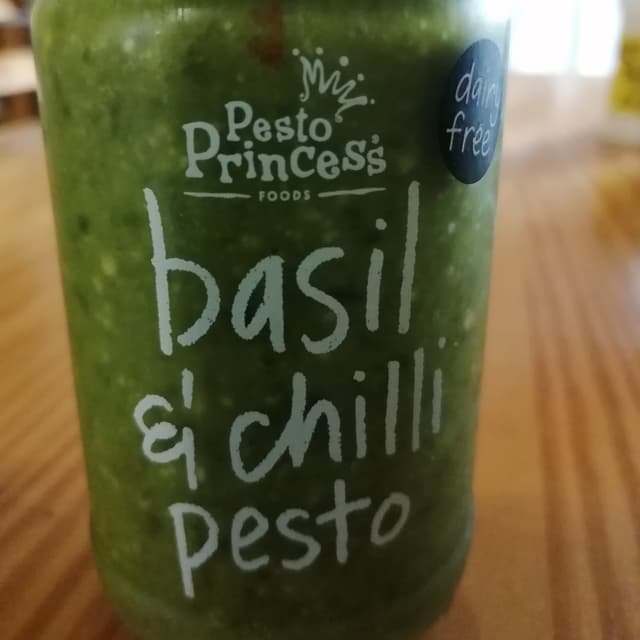 Pesto
Princess
FOODS
dairy
free
basil
& chilli
pesto